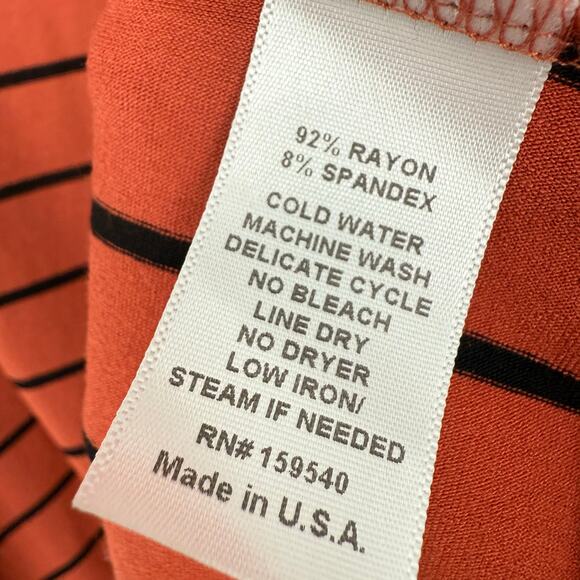 92% RAYON
8% SPANDEX
COLD WATER
MACHINE WASH
DELICATE CYCLE
NO BLEACH
LINE DRY
NO DRYER
LOW IRON/
STEAM IF NEEDED
RN# 159540
Made in U.S.A.